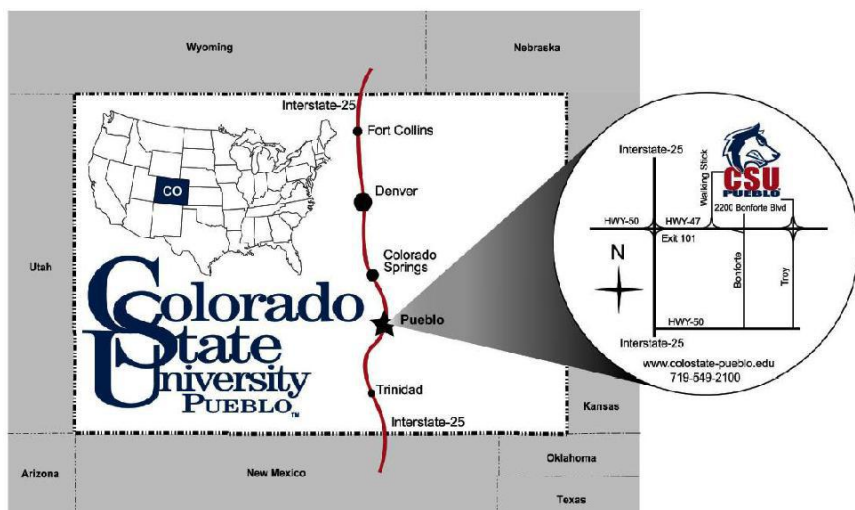 Wyoming
Nebraska
Interstate-25
Fort Collins
CO
Denver
Utah
Colorado
Springs
Colorado
State
University
PUEBLO™
Pueblo
Trinidad
Interstate-25
Kansas
Arizona
New Mexico
Oklahoma
Texas
Interstate-25
Walking Stick
CSU
PUEBLO
2200 Bonforte Blvd
HWY-50
HWY-47
Exit 101
N
Bonforte
Troy
HWY-50
Interstate-25
www.colostate-pueblo.edu
719-549-2100